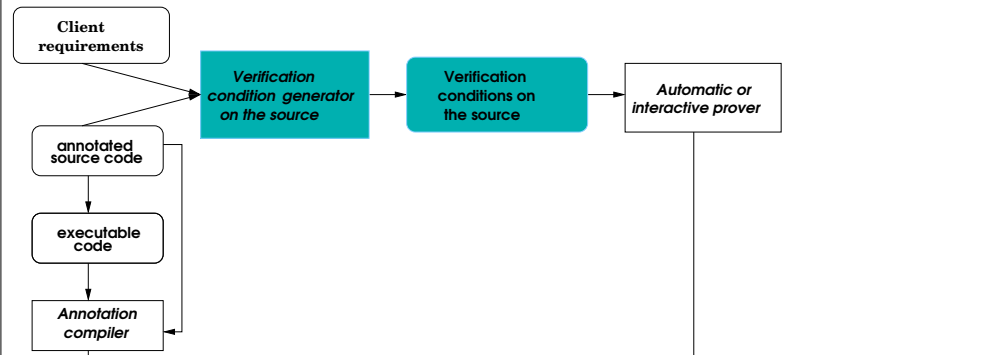 Client
requirements
Verification
condition generator
on the source
Verification
conditions on
the source
Automatic or
interactive prover
annotated
source code
executable
code
Annotation
compiler